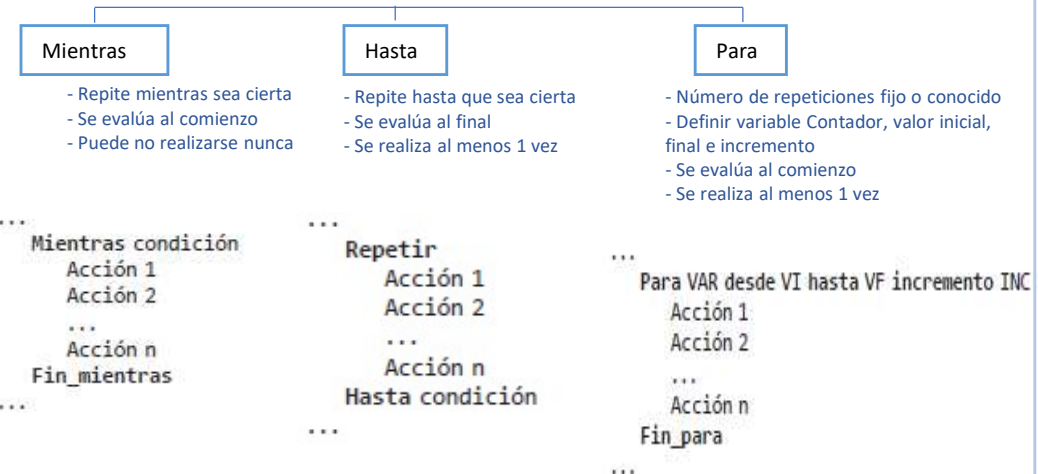 Mientras
- Repite mientras sea cierta
- Se evalúa al comienzo
- Puede no realizarse nunca
...
Mientras condición
Acción 1
Acción 2
...
Acción n
Fin_mientras
...
Hasta
- Repite hasta que sea cierta
- Se evalúa al final
- Se realiza al menos 1 vez
...
Repetir
Acción 1
Acción 2
...
Acción n
Hasta condición
...
Para
- Número de repeticiones fijo o conocido
- Definir variable Contador, valor inicial,
final e incremento
- Se evalúa al comienzo
- Se realiza al menos 1 vez
...
Para VAR desde VI hasta VF incremento INC
Acción 1
Acción 2
...
Acción n
Fin_para
...